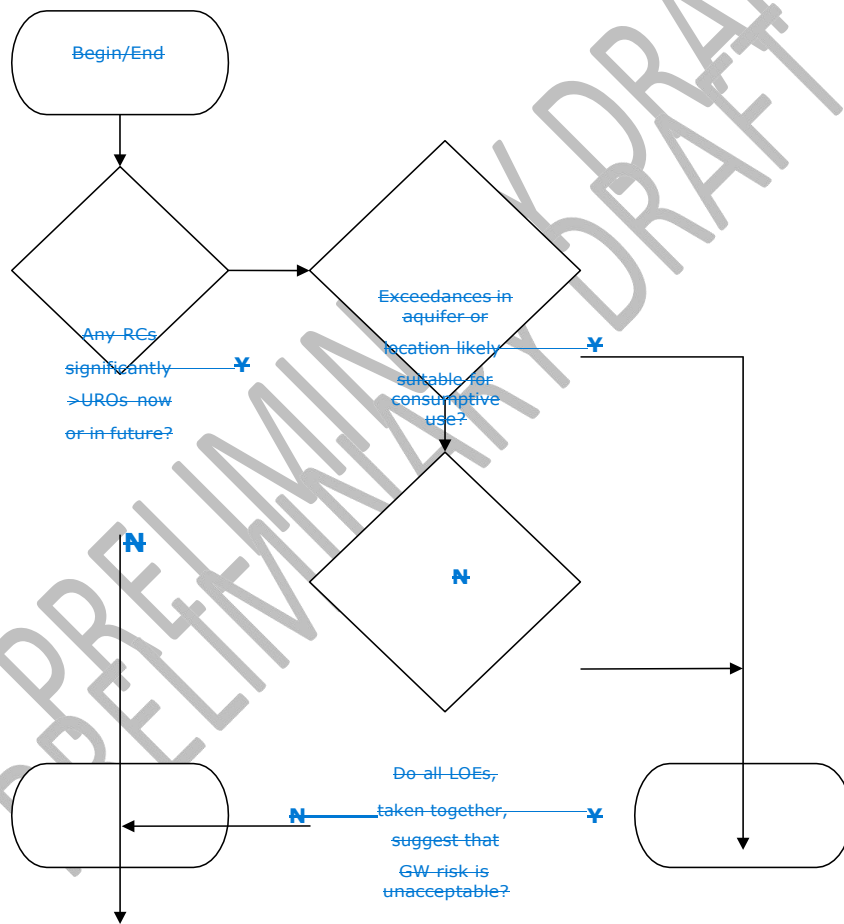 Begin/End
Exceedances in
aquifer or
location likely Y
suitable for
consumptive
use?
Any RCs
significantly Y
>UROs now
or in future?
N
N
Do all LOEs,
N taken together, Y
suggest that
GW risk is
unacceptable?
PRELIMINARY DRAFT
PRELIMINARY DRAFT